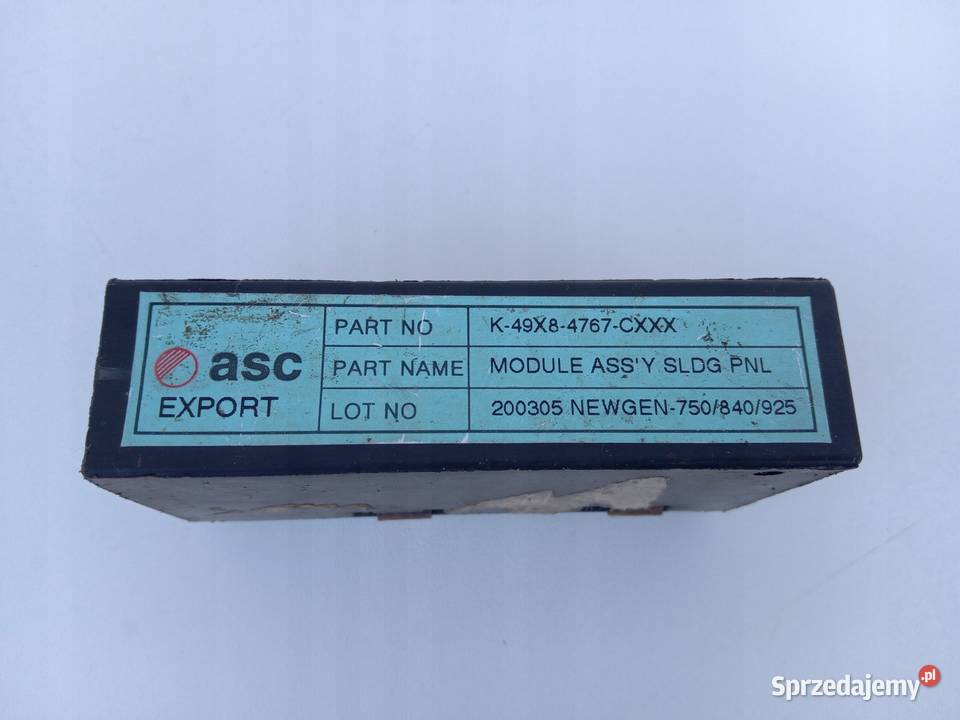 asc
EXPORT
PART NO K-49X8-4767-CXXX
PART NAME MODULE ASS'Y SLDG PNL
LOT NO 200305 NEWGEN-750/840/925
Sprzedajemy.pl